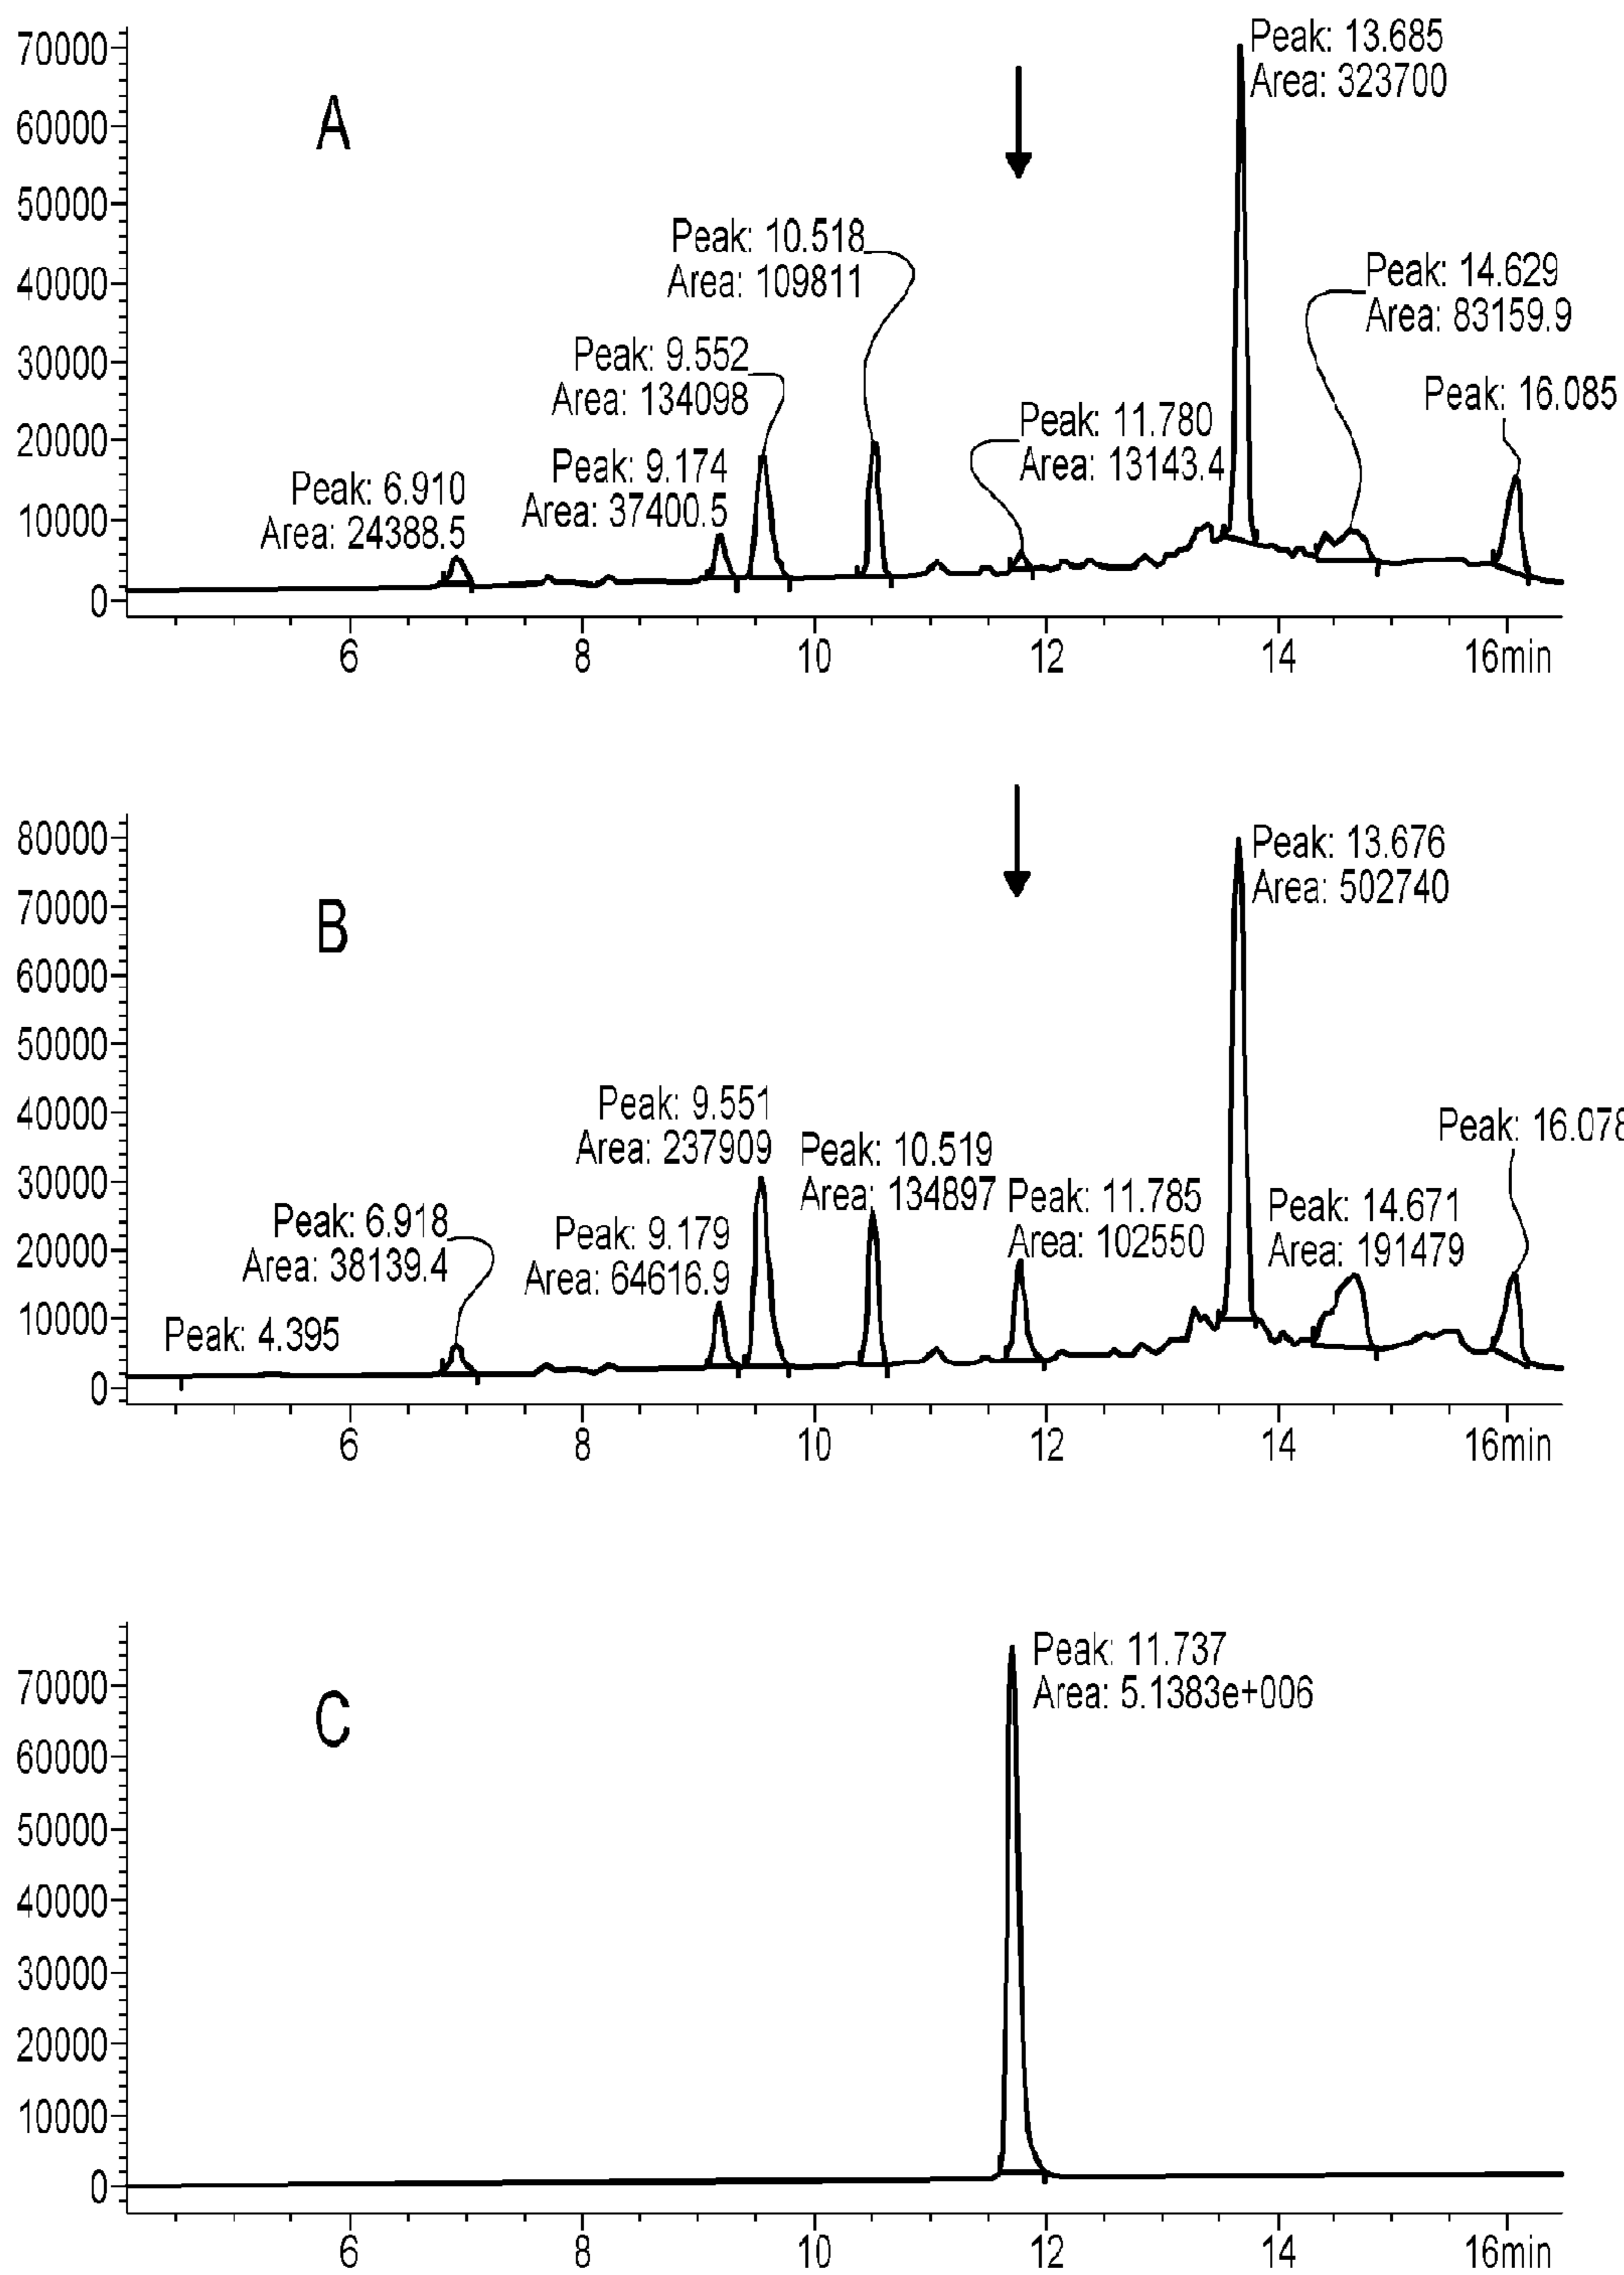 70000
60000
50000
40000
30000
20000
10000
0
A
Peak: 6.910
Area: 24388.5
Peak: 9.174
Area: 37400.5
Peak: 9.552
Area: 134098
Peak: 10.518
Area: 109811
Peak: 11.780
Area: 13143.4
Peak: 13.685
Area: 323700
Peak: 14.629
Area: 83159.9
Peak: 16.085
6 8 10 12 14 16min
80000
70000
60000
50000
40000
30000
20000
10000
0
B
Peak: 4.395
Peak: 6.918
Area: 38139.4
Peak: 9.179
Area: 64616.9
Peak: 9.551
Area: 237909
Peak: 10.519
Area: 134897
Peak: 11.785
Area: 102550
Peak: 13.676
Area: 502740
Peak: 14.671
Area: 191479
Peak: 16.078
6 8 10 12 14 16min
70000
60000
50000
40000
30000
20000
10000
0
C
Peak: 11.737
Area: 5.1383e+006
6 8 10 12 14 16min